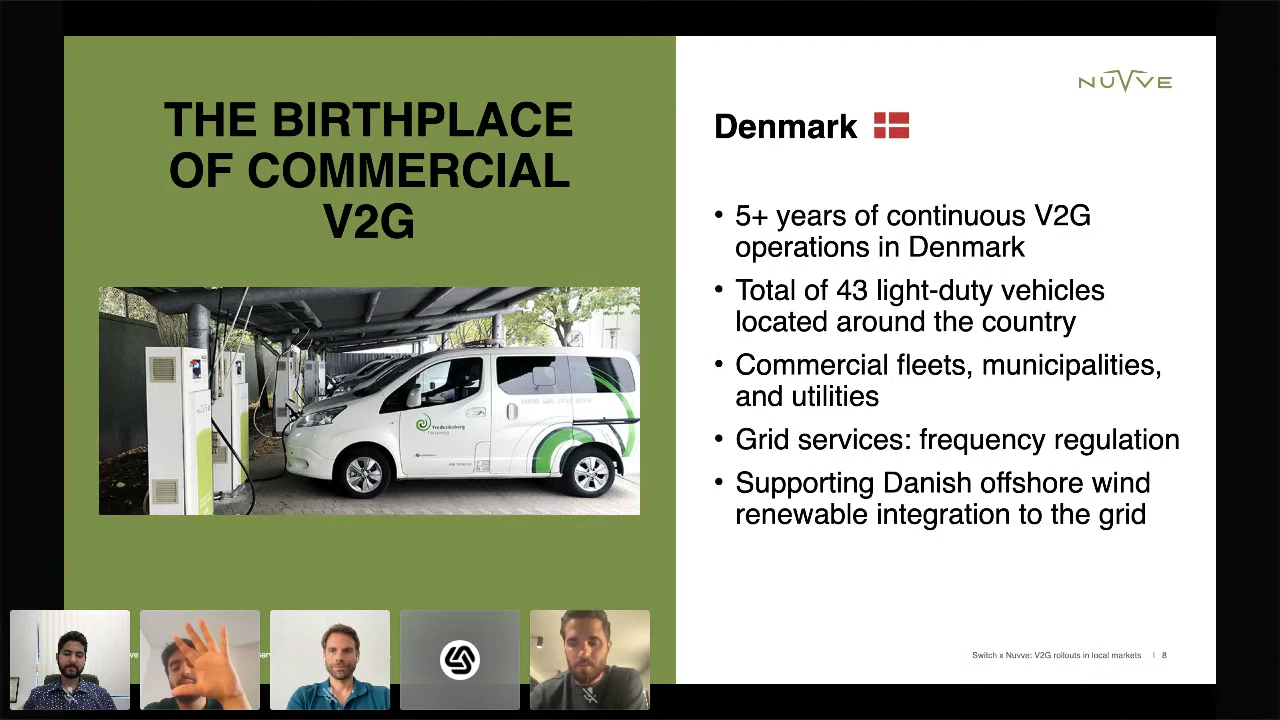 THE BIRTHPLACE
OF COMMERCIAL
V2G
NUVVE
Denmark
• 5+ years of continuous V2G
operations in Denmark
• Total of 43 light-duty vehicles
located around the country
• Commercial fleets, municipalities,
and utilities
• Grid services: frequency regulation
• Supporting Danish offshore wind
renewable integration to the grid
Frederiksberg
Forsyning
Switch x Nuvve: V2G rollouts in local markets | 8